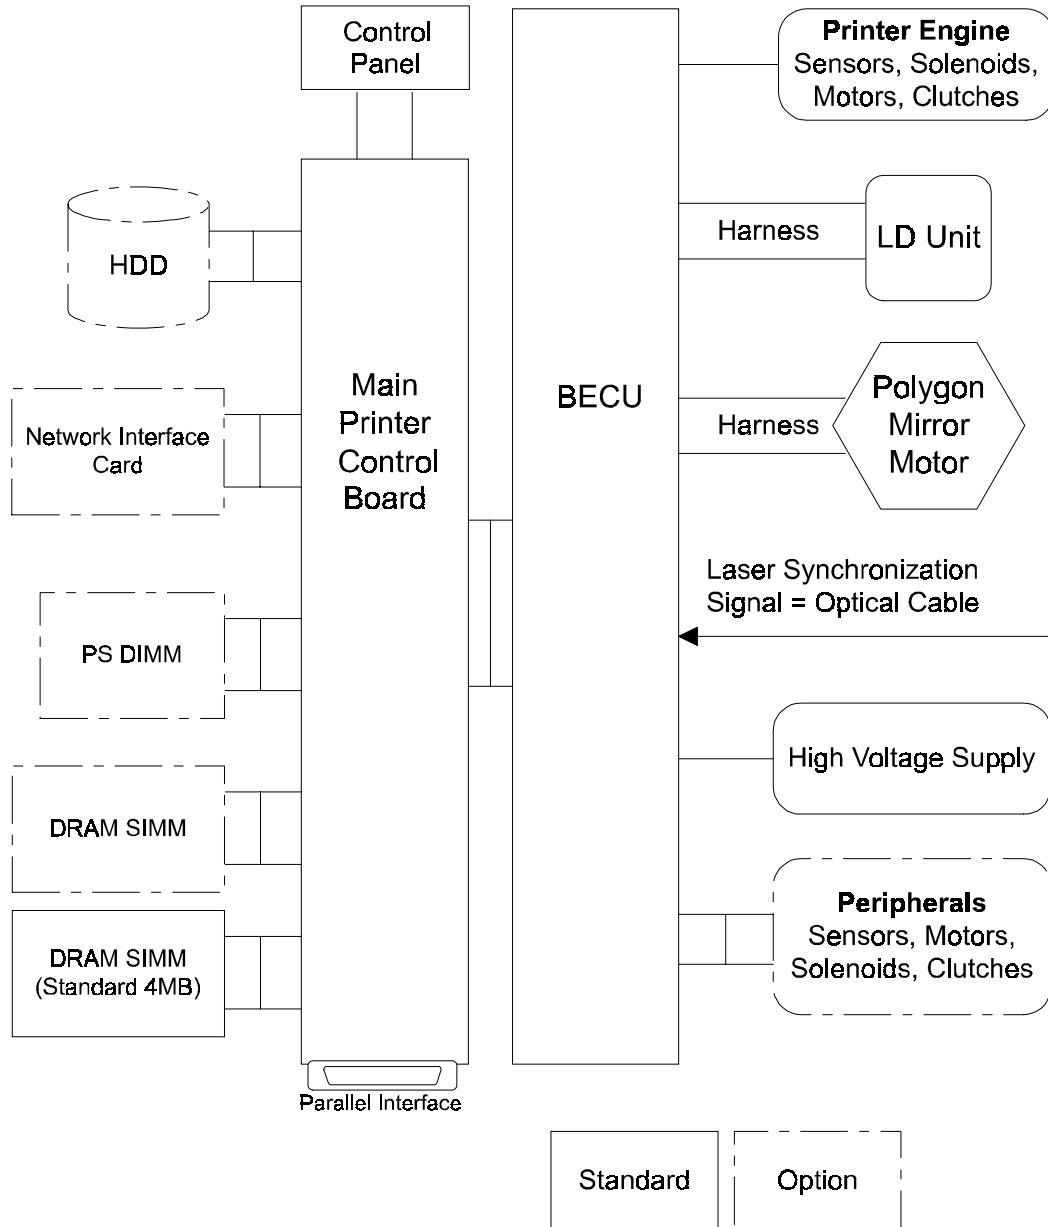 Control
Panel
Printer Engine
Sensors, Solenoids,
Motors, Clutches
HDD
Harness
LD Unit
Main
Printer
Control
Board
BECU
Polygon
Mirror
Motor
Harness
Network Interface
Card
Laser Synchronization
Signal = Optical Cable
PS DIMM
High Voltage Supply
DRAM SIMM
Peripherals
Sensors, Motors,
Solenoids, Clutches
DRAM SIMM
(Standard 4MB)
Parallel Interface
Standard
Option